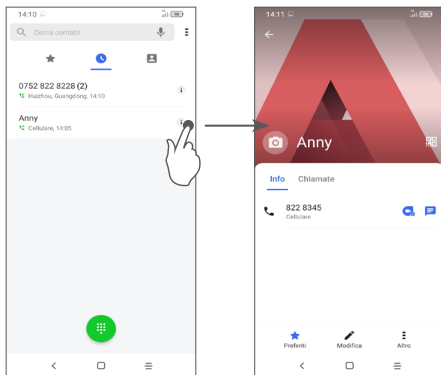 14:10
Cerca contatti
0752 822 8228 (2)
Huizhou, Guangdong, 14:10
Anny
Cellulare, 14:05
14:11
Anny
Info Chiamate
822 8345
Cellulare
Preferiti Modifica Altro